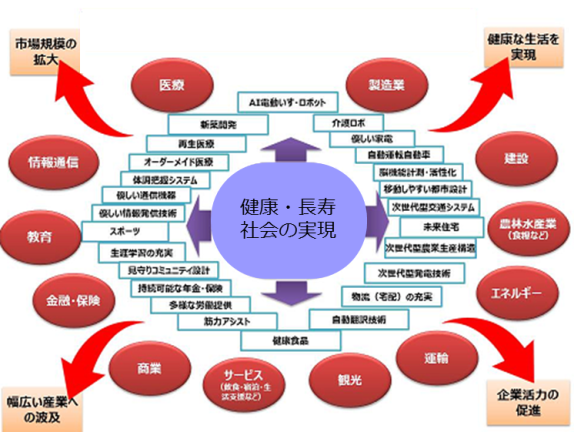 市場規模の
拡大
健康な生活を
実現
医療
製造業
AI電動いす・ロボット
新薬開発
介護ロボ
再生医療
優しい家電
オーダーメイド医療
自動運転自動車
情報通信
体調把握システム
脳機能計測・活性化
建設
優しい通信機器
移動しやすい都市設計
優しい情報発信技術
次世代型交通システム
健康・長寿
社会の実現
教育
スポーツ
未来住宅
農林水産業
(食糧など)
生涯学習の充実
次世代型農業生産構造
見守りコミュニティ設計
次世代型発電技術
金融・保険
持続可能な年金・保険
物流（宅配）の充実
エネルギー
多様な労働提供
筋力アシスト
自動翻訳技術
健康食品
商業
サービス
(飲食・宿泊・生
活支援など)
観光
運輸
幅広い産業へ
の波及
企業活力の
促進